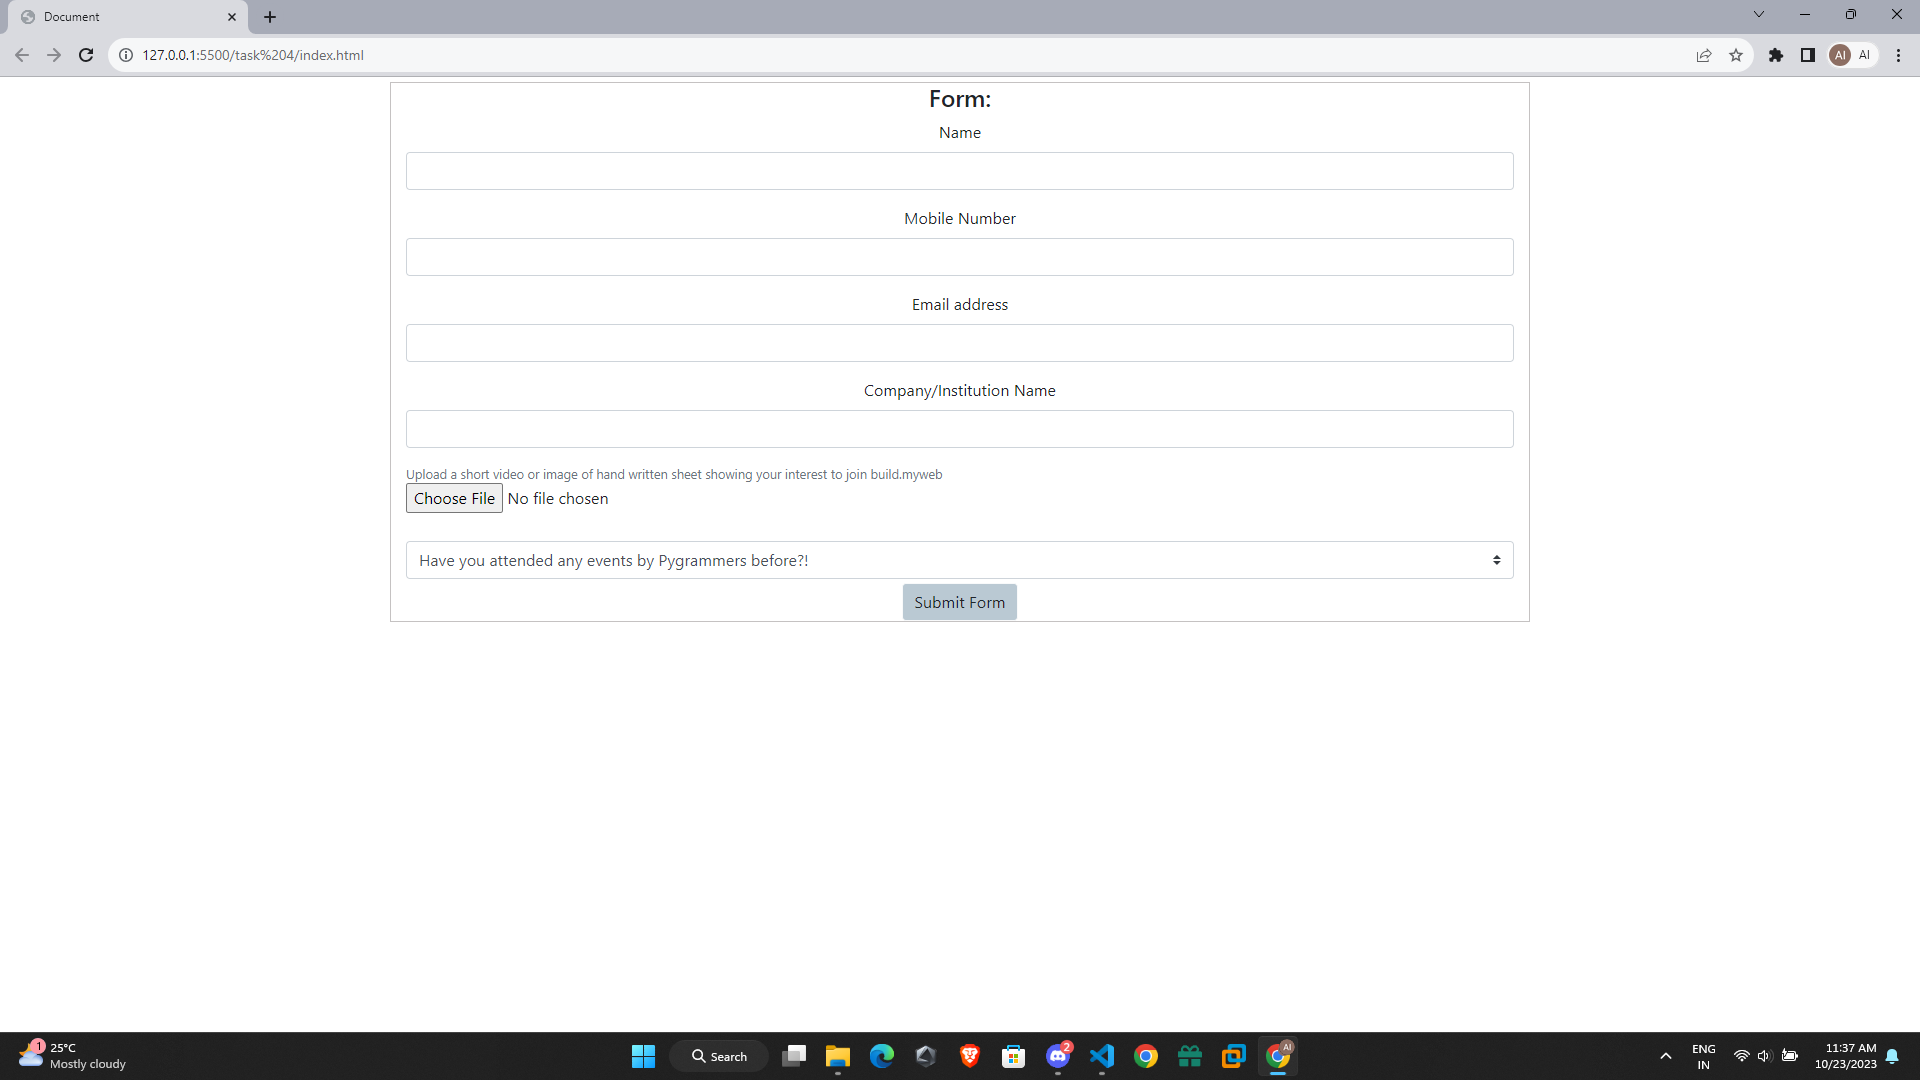 Document
127.0.0.1:5500/task%204/index.html
AI AI
Form:
Name
Mobile Number
Email address
Company/Institution Name
Upload a short video or image of hand written sheet showing your interest to join build.myweb
Choose File No file chosen
Have you attended any events by Pygrammers before?!
Submit Form
1
25°C
Mostly cloudy
Search
2
AI
ENG
IN
11:37 AM
10/23/2023